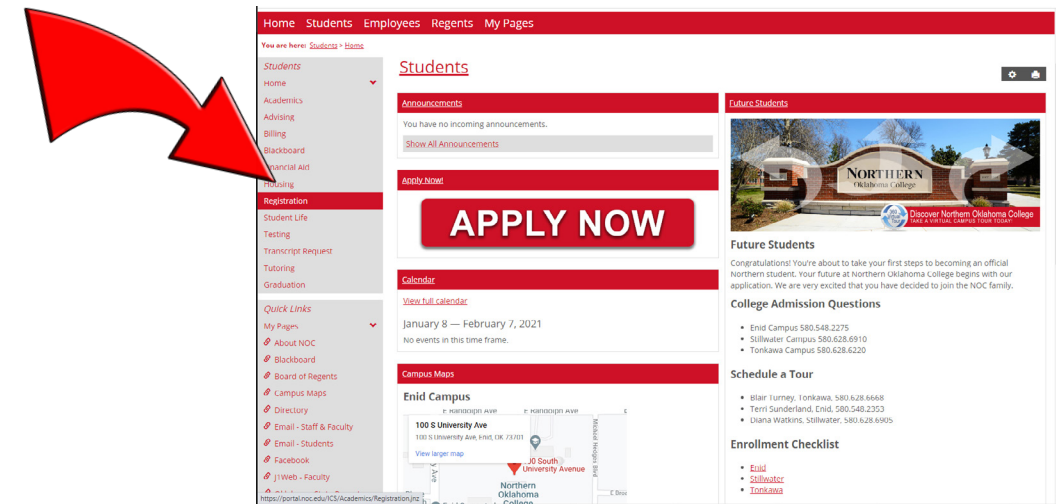 Home Students Employees Regents My Pages
You are here: Students > Home
Students
Home
Academics
Advising
Billing
Blackboard
Financial Aid
Housing
Registration
Student Life
Testing
Transcript Request
Tutoring
Graduation
Quick Links
My Pages
About NOC
Blackboard
Board of Regents
Campus Maps
Directory
Email - Staff & Faculty
Email - Students
Facebook
J1Web - Faculty
https://portal.noc.edu/ICS/Academics/Registration.jnz
Students
Announcements
You have no incoming announcements.
Show All Announcements
Apply Now!
APPLY NOW
Calendar
View full calendar
January 8 — February 7, 2021
No events in this time frame.
Campus Maps
Enid Campus
E Randolph Ave E Randolph Ave
100 S University Ave
100 S University Ave, Enid, OK 73701
View larger map
100 South
University Avenue
Northern
Oklahoma
College
Future Students
NORTHERN
Oklahoma College
Discover Northern Oklahoma College
TAKE A VIRTUAL CAMPUS TOUR TODAY!
Future Students
Congratulations! You're about to take your first steps to becoming an official
Northern student. Your future at Northern Oklahoma College begins with our
application. We are very excited that you have decided to join the NOC family.
College Admission Questions
Enid Campus 580.548.2275
Stillwater Campus 580.628.6910
Tonkawa Campus 580.628.6220
Schedule a Tour
Blair Turney, Tonkawa, 580.628.6668
Terri Sunderland, Enid, 580.548.2353
Diana Watkins, Stillwater, 580.628.6905
Enrollment Checklist
Enid
Stillwater
Tonkawa